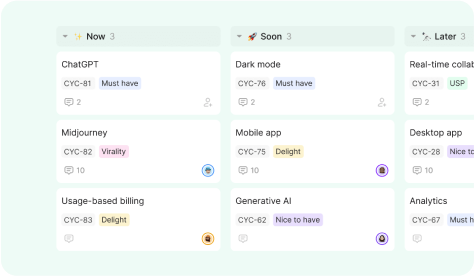 Now 3
ChatGPT
CYC-81 Must have
2
Midjourney
CYC-82 Virality
10
Usage-based billing
CYC-83 Delight
Soon 3
Dark mode
CYC-76 Must have
2
Mobile app
CYC-75 Delight
10
Generative AI
CYC-62 Nice to have
Later 3
Real-time collab
CYC-31 USP
2
Desktop app
CYC-28 Nice to
10
Analytics
CYC-67 Must h